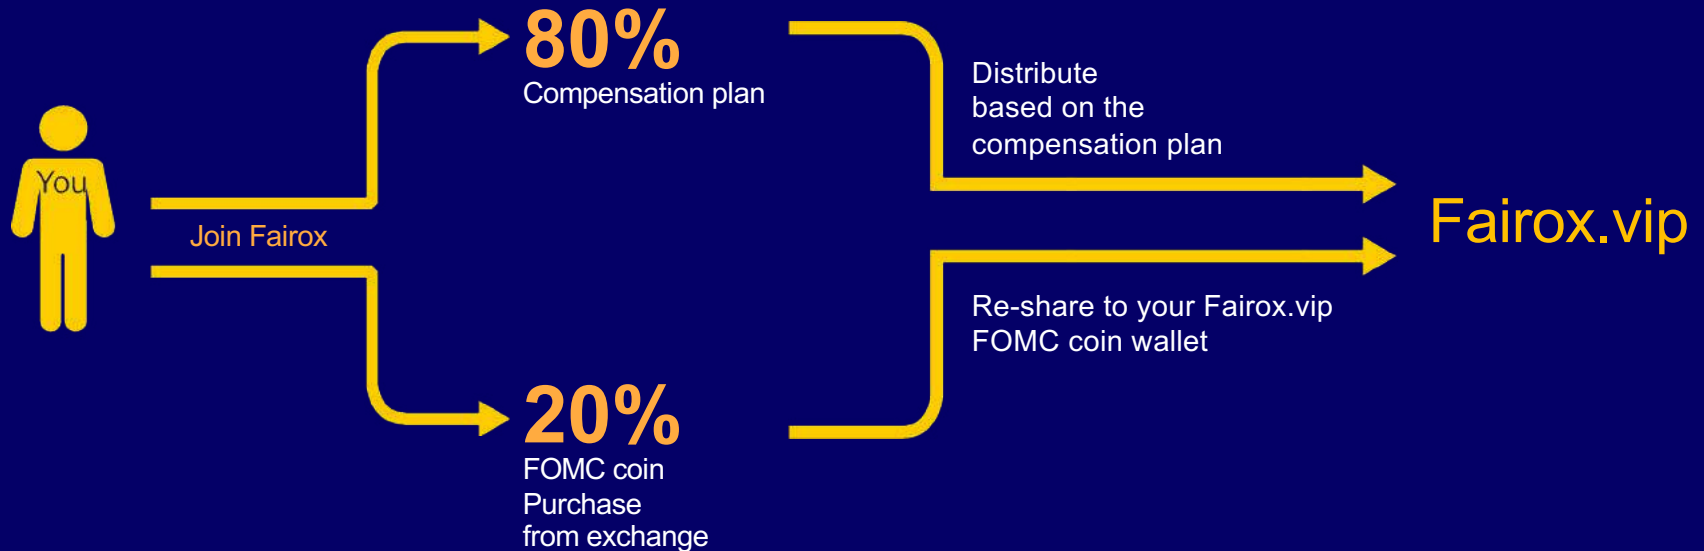 You
Join Fairox
80%
Compensation plan
Distribute
based on the
compensation plan
20%
FOMC coin
Purchase
from exchange
Re-share to your Fairox.vip
FOMC coin wallet
Fairox.vip